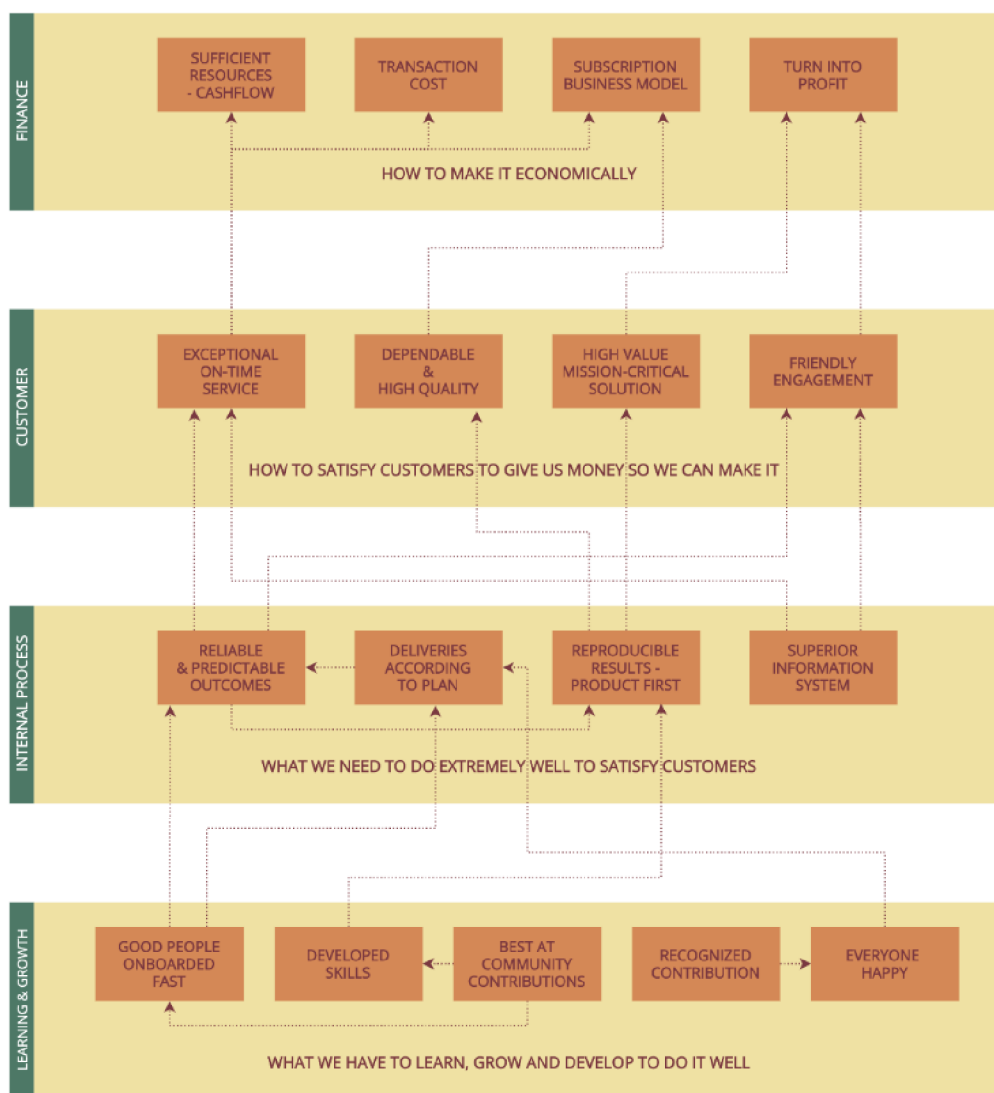 FINANCE
SUFFICIENT
RESOURCES
- CASHFLOW
TRANSACTION
COST
SUBSCRIPTION
BUSINESS MODEL
TURN INTO
PROFIT
HOW TO MAKE IT ECONOMICALLY
CUSTOMER
EXCEPTIONAL
ON-TIME
SERVICE
DEPENDABLE
&
HIGH QUALITY
HIGH VALUE
MISSION-CRITICAL
SOLUTION
FRIENDLY
ENGAGEMENT
HOW TO SATISFY CUSTOMERS TO GIVE US MONEY SO WE CAN MAKE IT
INTERNAL PROCESS
RELIABLE
& PREDICTABLE
OUTCOMES
DELIVERIES
ACCORDING
TO PLAN
REPRODUCIBLE
RESULTS -
PRODUCT FIRST
SUPERIOR
INFORMATION
SYSTEM
WHAT WE NEED TO DO EXTREMELY WELL TO SATISFY CUSTOMERS
LEARNING & GROWTH
GOOD PEOPLE
ONBOARDED
FAST
DEVELOPED
SKILLS
BEST AT
COMMUNITY
CONTRIBUTIONS
RECOGNIZED
CONTRIBUTION
EVERYONE
HAPPY
WHAT WE HAVE TO LEARN, GROW AND DEVELOP TO DO IT WELL